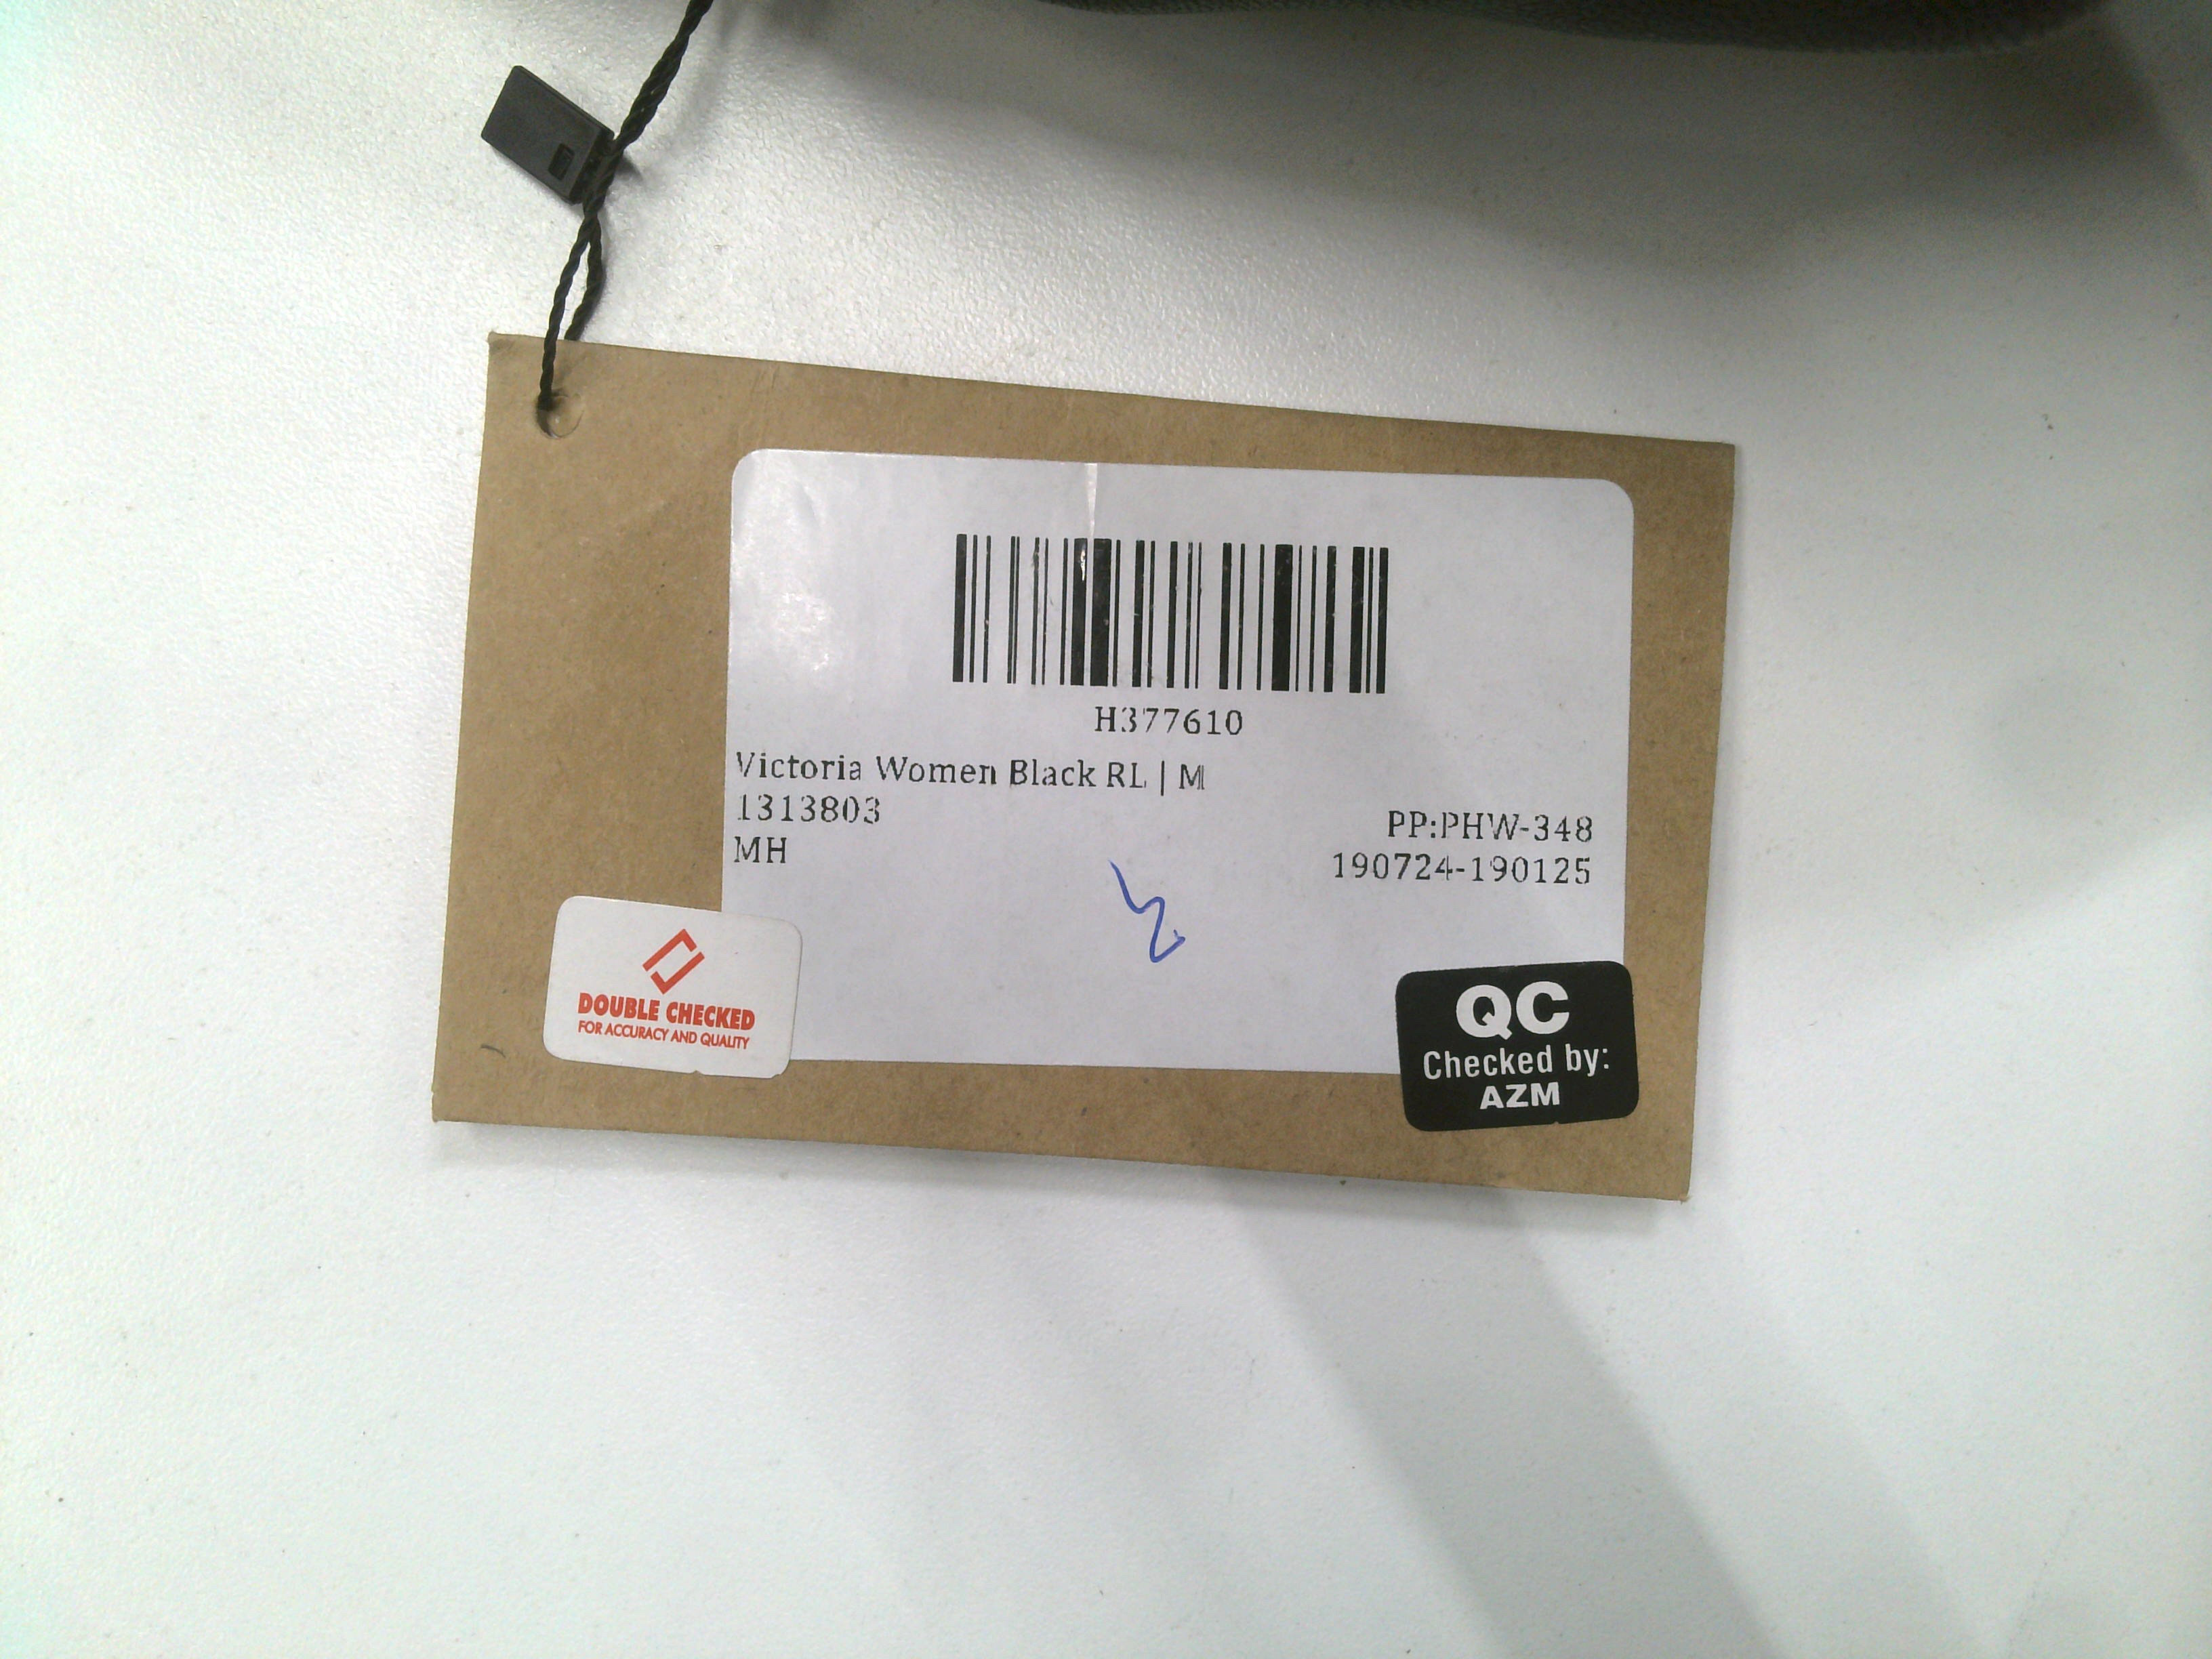 H377610
Victoria Women Black RL | M
1313803
PP:PHW-348
MH
190724-190125
DOUBLE CHECKED
FOR ACCURACY AND QUALITY
QC
Checked by:
AZM